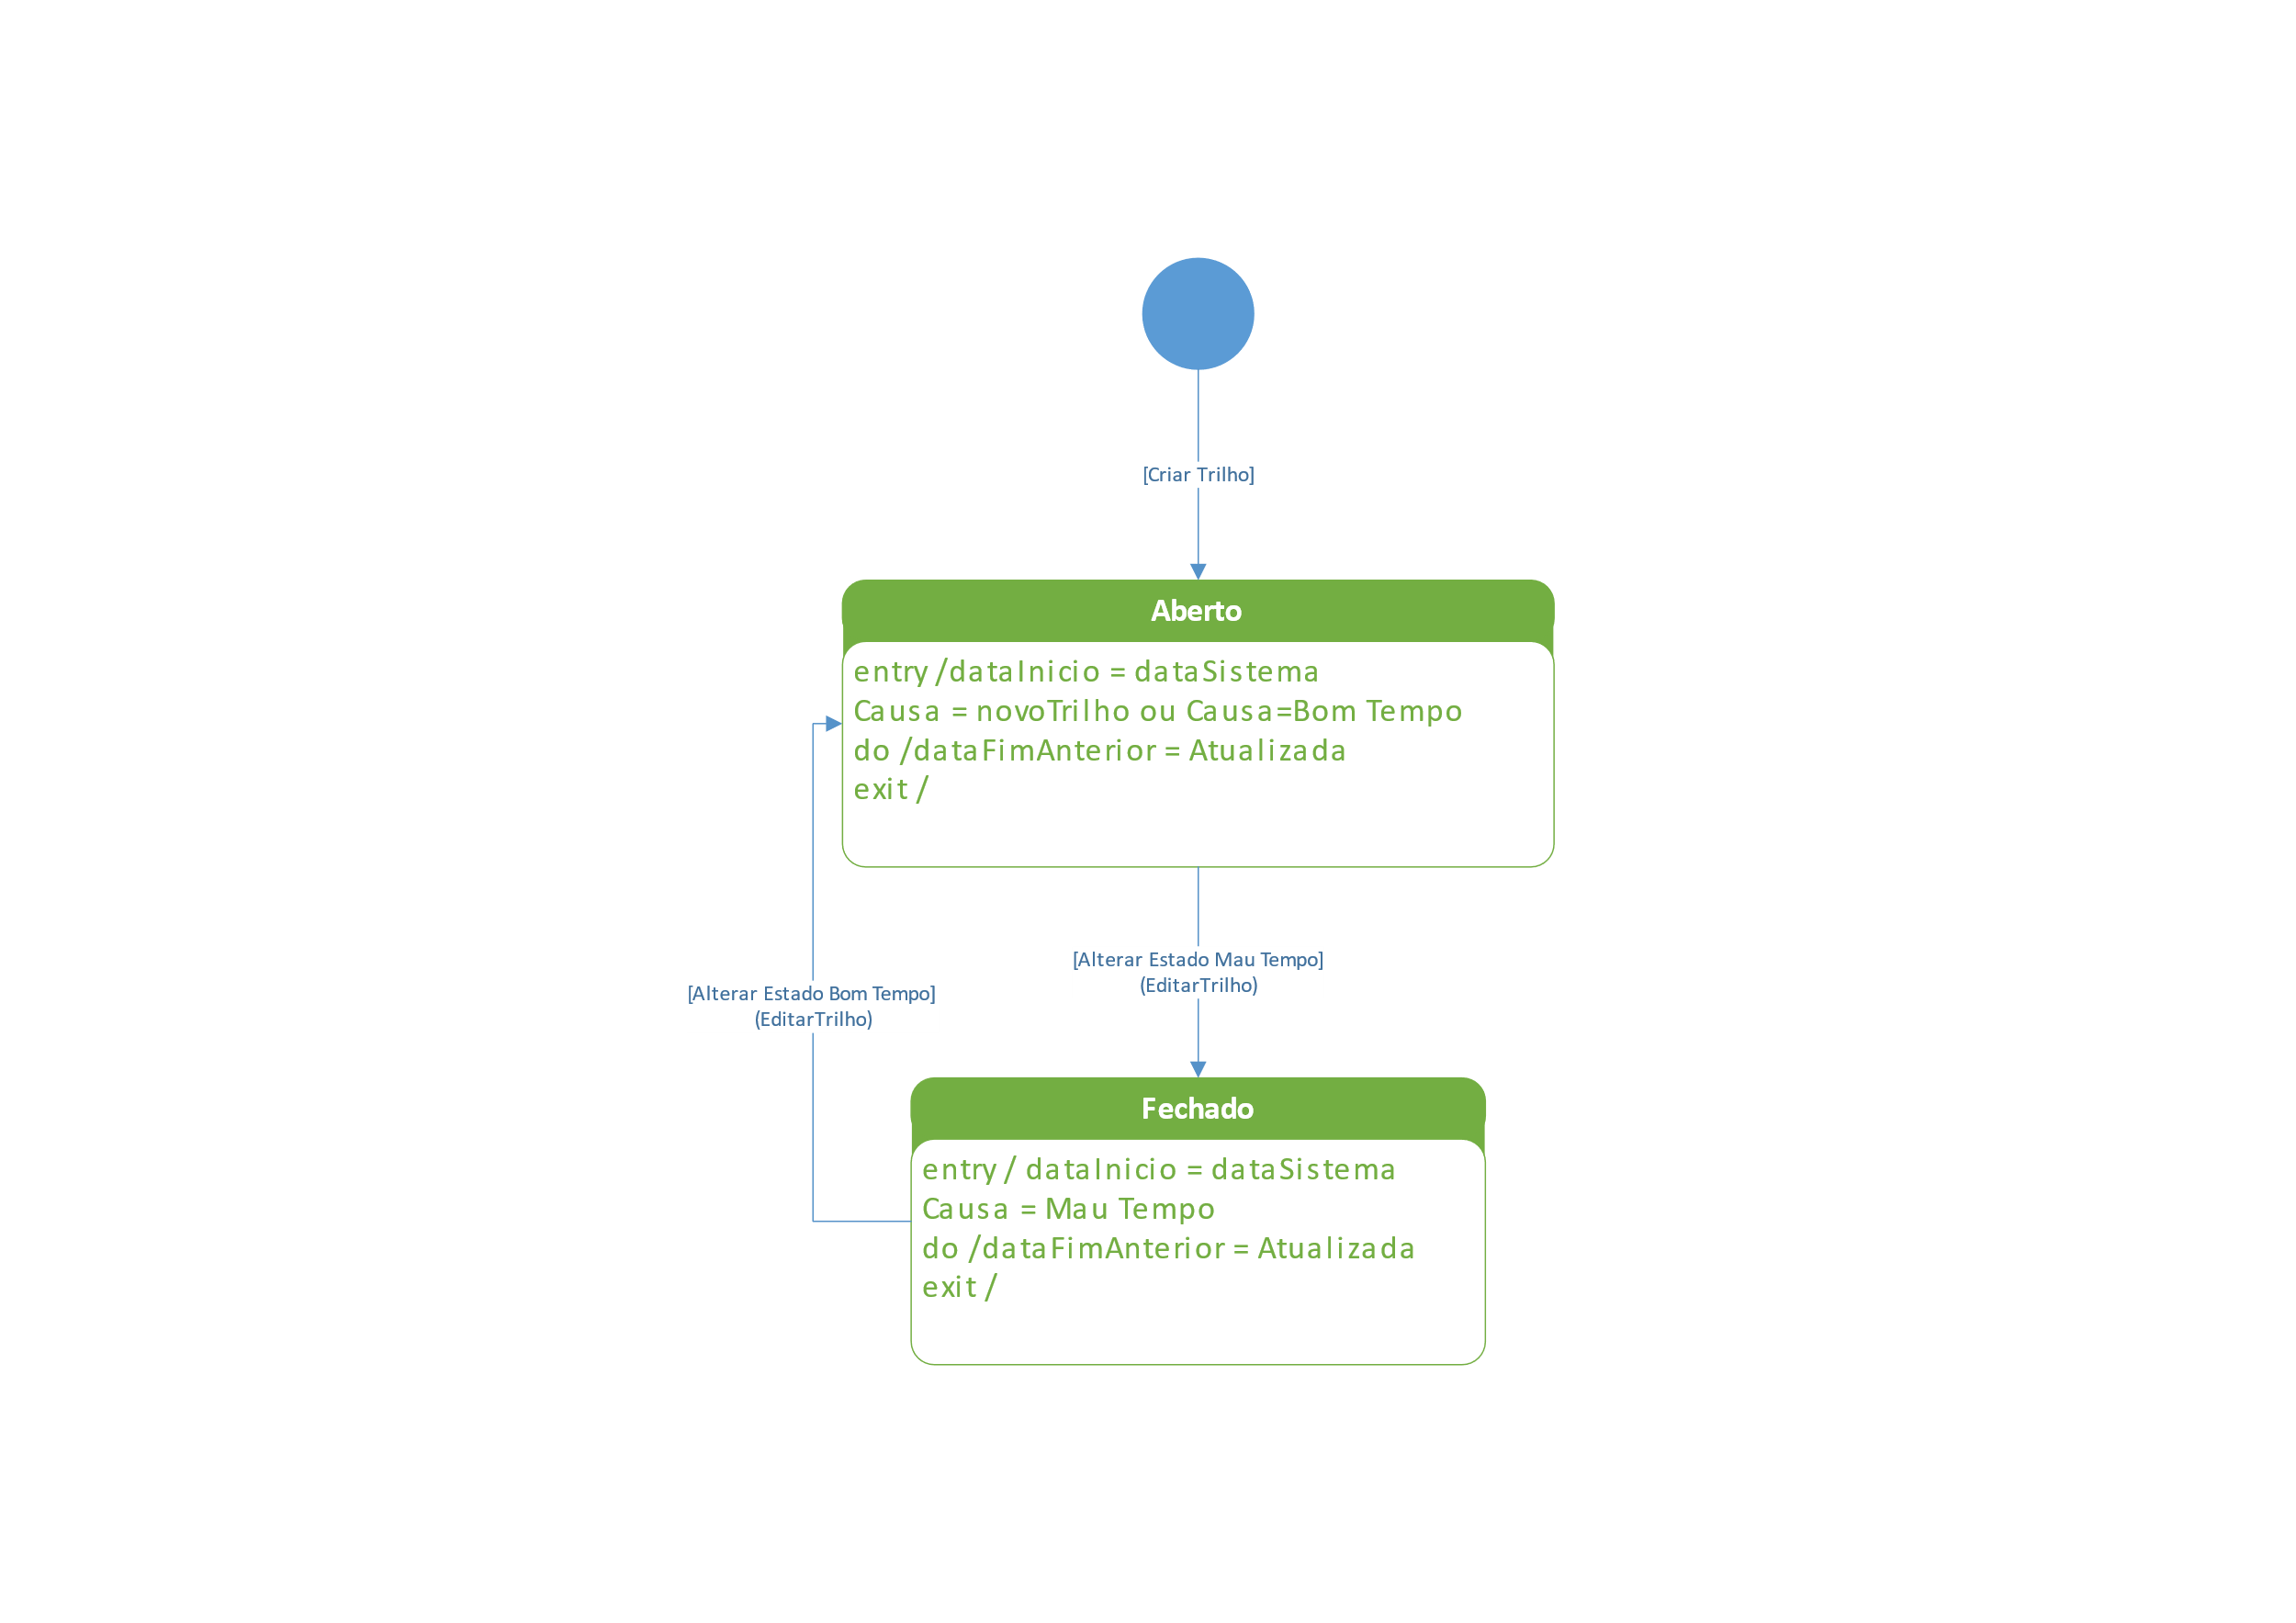 [Criar Trilho]
Aberto
entry /dataInicio = dataSistema
Causa = novoTrilho ou Causa=Bom Tempo
do /dataFimAnterior = Atualizada
exit /
[Alterar Estado Mau Tempo]
(EditarTrilho)
[Alterar Estado Bom Tempo]
(EditarTrilho)
Fechado
entry / dataInicio = dataSistema
Causa = Mau Tempo
do /dataFimAnterior = Atualizada
exit /